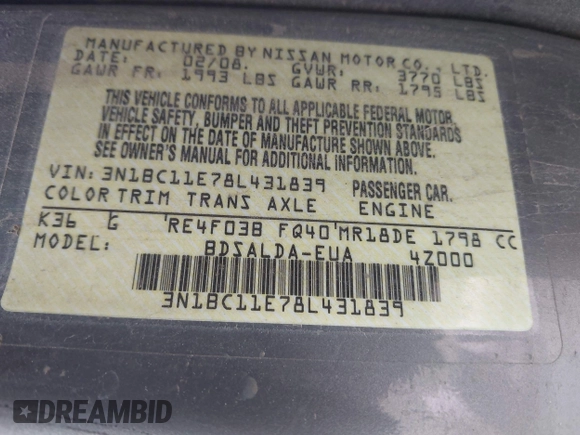 MANUFACTURED BY NISSAN MOTOR CO., LTD.
DATE: 02/08. GVWR: 3770 LBS
GAWR FR: 1993 LBS GAWR RR: 1795 LBS
THIS VEHICLE CONFORMS TO ALL APPLICABLE FEDERAL MOTOR
VEHICLE SAFETY, BUMPER AND THEFT PREVENTION STANDARDS
IN EFFECT ON THE DATE OF MANUFACTURE SHOWN ABOVE.
SEE OWNER'S MANUAL FOR ADDITIONAL INFORMATION.
VIN: 3N1BC11E78L431839 PASSENGER CAR.
COLOR TRIM TRANS AXLE ENGINE
K36 G 'RE4F03B FQ40'MR18DE 1798 CC
MODEL: BDSALDA-EUA 4Z000
3N1BC11E78L431839
DREAMBID